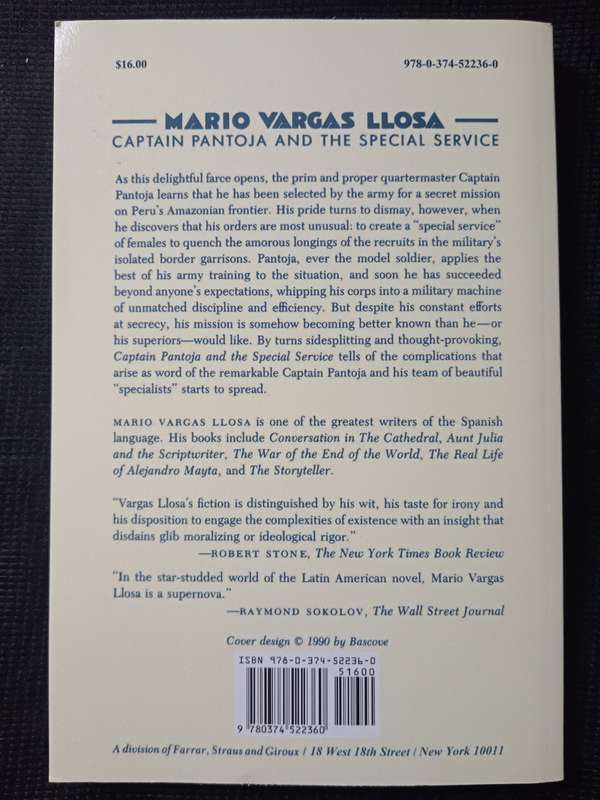 $16.00 978-0-374-52236-0
MARIO VARGAS LLOSA
CAPTAIN PANTOJA AND THE SPECIAL SERVICE
As this delightful farce opens, the prim and proper quartermaster Captain
Pantoja learns that he has been selected by the army for a secret mission
on Peru's Amazonian frontier. His pride turns to dismay, however, when
he discovers that his orders are most unusual: to create a "special service"
of females to quench the amorous longings of the recruits in the military's
isolated border garrisons. Pantoja, ever the model soldier, applies the
best of his army training to the situation, and soon he has succeeded
beyond anyone's expectations, whipping his corps into a military machine
of unmatched discipline and efficiency. But despite his constant efforts
at secrecy, his mission is somehow becoming better known than he—or
his superiors—would like. By turns sidesplitting and thought-provoking,
Captain Pantoja and the Special Service tells of the complications that
arise as word of the remarkable Captain Pantoja and his team of beautiful
"specialists" starts to spread.
MARIO VARGAS LLOSA is one of the greatest writers of the Spanish
language. His books include Conversation in The Cathedral, Aunt Julia
and the Scriptwriter, The War of the End of the World, The Real Life
of Alejandro Mayta, and The Storyteller.
"Vargas Llosa's fiction is distinguished by his wit, his taste for irony and
his disposition to engage the complexities of existence with an insight that
disdains glib moralizing or ideological rigor."
—ROBERT STONE, The New York Times Book Review
"In the star-studded world of the Latin American novel, Mario Vargas
Llosa is a supernova."
—RAYMOND SOKOLOV, The Wall Street Journal
Cover design © 1990 by Bascove
ISBN 978-0-374-52236-0
51600
9 780374 522360
A division of Farrar, Straus and Giroux / 18 West 18th Street / New York 10011